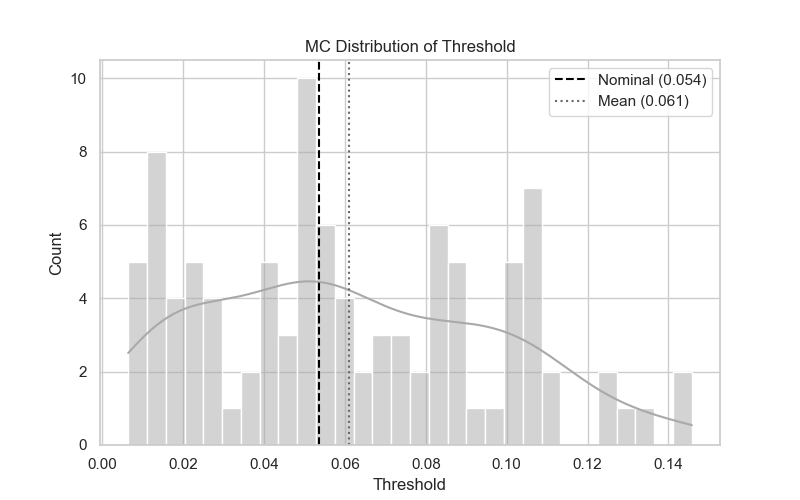 MC Distribution of Threshold
Nominal (0.054)
Mean (0.061)
Count
10
8
6
4
2
0
0.00 0.02 0.04 0.06 0.08 0.10 0.12 0.14
Threshold